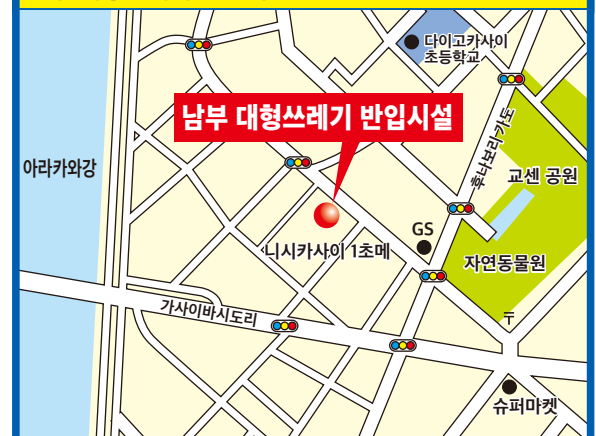 다이고카사이
초등학교
남부 대형쓰레기 반입시설
후나보리가도
아라카와강
교센 공원
GS
니시카사이 1초메
자연동물원
가사이바시도리
〒
슈퍼마켓